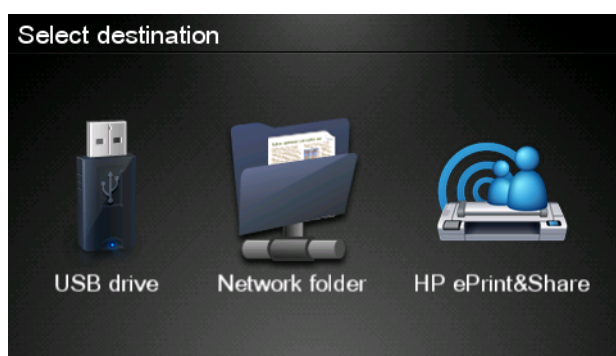 Select destination
USB drive
Network folder
HP ePrint&Share